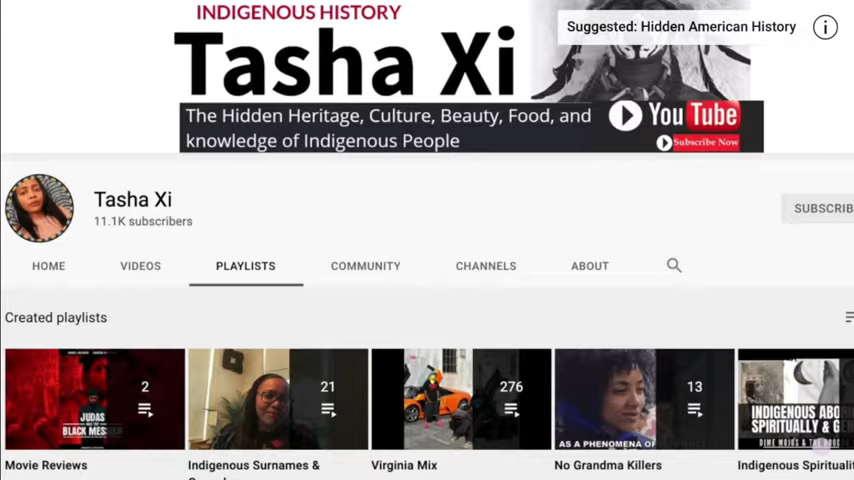 INDIGENOUS HISTORY
Suggested: Hidden American History
Tasha Xi
The Hidden Heritage, Culture, Beauty, Food, and
knowledge of Indigenous People
YouTube
Subscribe Now
Tasha Xi
11.1K subscribers
SUBSCRIB
HOME VIDEOS PLAYLISTS COMMUNITY CHANNELS ABOUT
Created playlists
2
21
276
13
JUDAS
BLACK MES
AS A PHENOMENON OF
INDIGENOUS ABO
SPIRITUALLY & GE
Movie Reviews
Indigenous Surnames &
Virginia Mix
No Grandma Killers
Indigenous Spiritualit